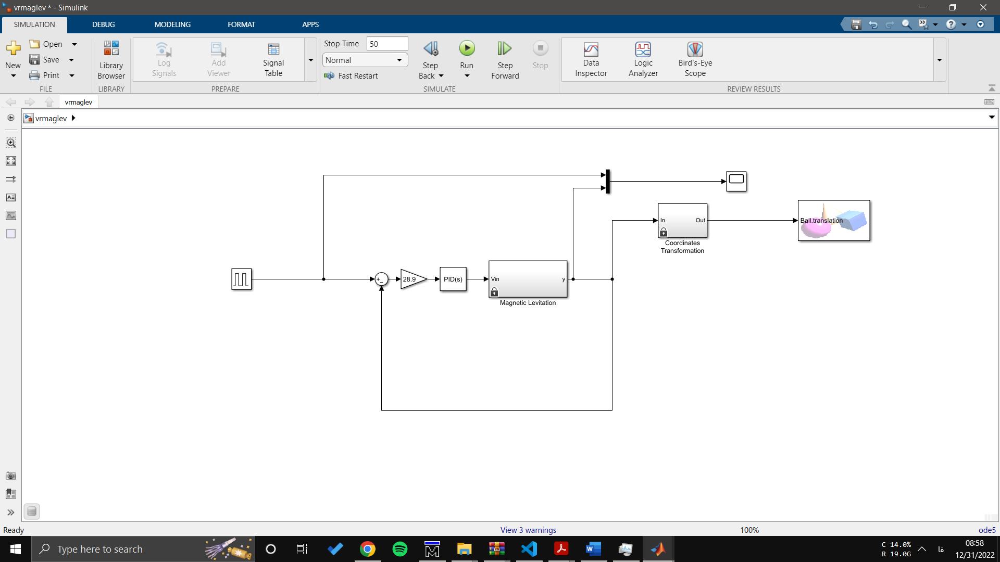 vrmaglev * - Simulink
SIMULATION
DEBUG
MODELING
FORMAT
APPS
New
Open
Save
Print
FILE
Library
Browser
LIBRARY
Log
Signals
Add
Viewer
Signal
Table
PREPARE
Stop Time
50
Normal
Fast Restart
Step
Back
Run
Step
Forward
Stop
SIMULATE
Data
Inspector
Logic
Analyzer
Bird's-Eye
Scope
REVIEW RESULTS
vrmaglev
vrmaglev
In
Out
Coordinates
Transformation
Ball.translation
28.9
PID(s)
Vin
y
Magnetic Levitation
Ready
View 3 warnings
100%
ode5
Type here to search
C 14.0%
R 19.0G
فا
08:58
12/31/2022